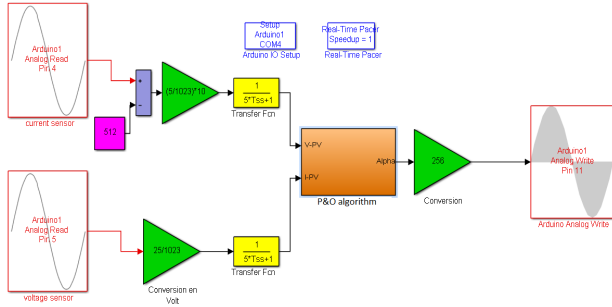 Arduino1
Analog Read
Pin 4
current sensor
Setup
Arduino1
COM4
Arduino IO Setup
Real-Time Pacer
Speedup = 1
Real-Time Pacer
+
−
512
(5/1023)*10
1
5*Tss+1
Transfer Fcn
V-PV
I-PV
Alpha
P&O algorithm
256
Conversion
Arduino1
Analog Write
Pin 11
Arduino Analog Write
Arduino1
Analog Read
Pin 5
voltage sensor
25/1023
Conversion en
Volt
1
5*Tss+1
Transfer Fcn